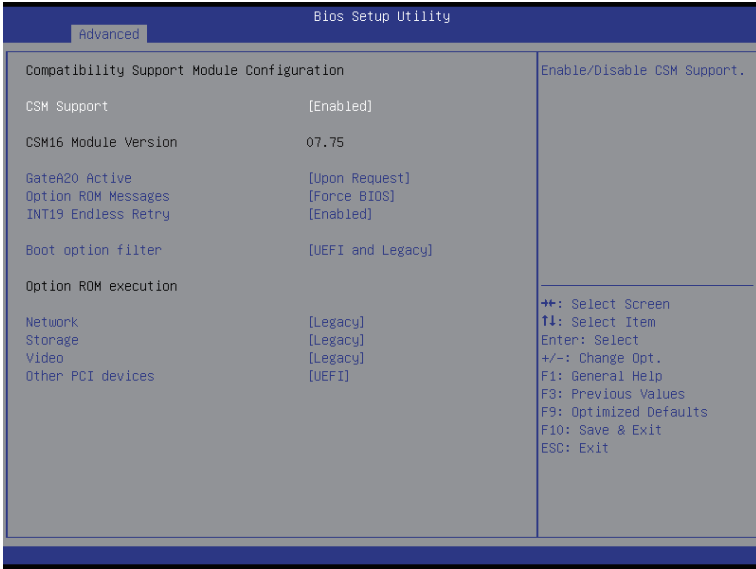 Bios Setup Utility
Advanced
Compatibility Support Module Configuration
CSM Support [Enabled]
CSM16 Module Version 07.75
GateA20 Active [Upon Request]
Option ROM Messages [Force BIOS]
INT19 Endless Retry [Enabled]
Boot option filter [UEFI and Legacy]
Option ROM execution
Network [Legacy]
Storage [Legacy]
Video [Legacy]
Other PCI devices [UEFI]
Enable/Disable CSM Support.
→←: Select Screen
↑↓: Select Item
Enter: Select
+/-: Change Opt.
F1: General Help
F3: Previous Values
F9: Optimized Defaults
F10: Save & Exit
ESC: Exit